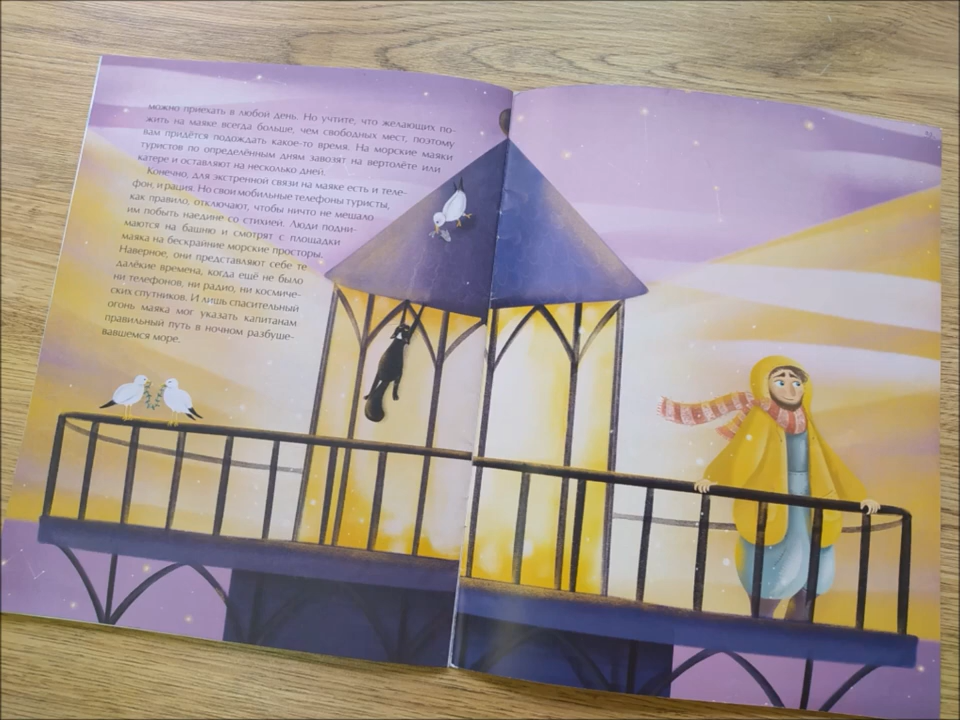 можно приехать в любой день. Но учтите, что желающих по-
жить на маяке всегда больше, чем свободных мест, поэтому
вам придётся подождать какое-то время. На морские маяки
туристов по определённым дням завозят на вертолёте или
катере и оставляют на несколько дней.
Конечно, для экстренной связи на маяке есть и теле-
фон, и рация. Но свои мобильные телефоны туристы,
как правило, отключают, чтобы ничто не мешало
им побыть наедине со стихией. Люди подни-
маются на башню и смотрят с площадки
маяка на бескрайние морские просторы.
Наверное, они представляют себе те
далёкие времена, когда ещё не было
ни телефонов, ни радио, ни космиче-
ских спутников. И лишь спасительный
огонь маяка мог указать капитанам
правильный путь в ночном разбуше-
вавшемся море.